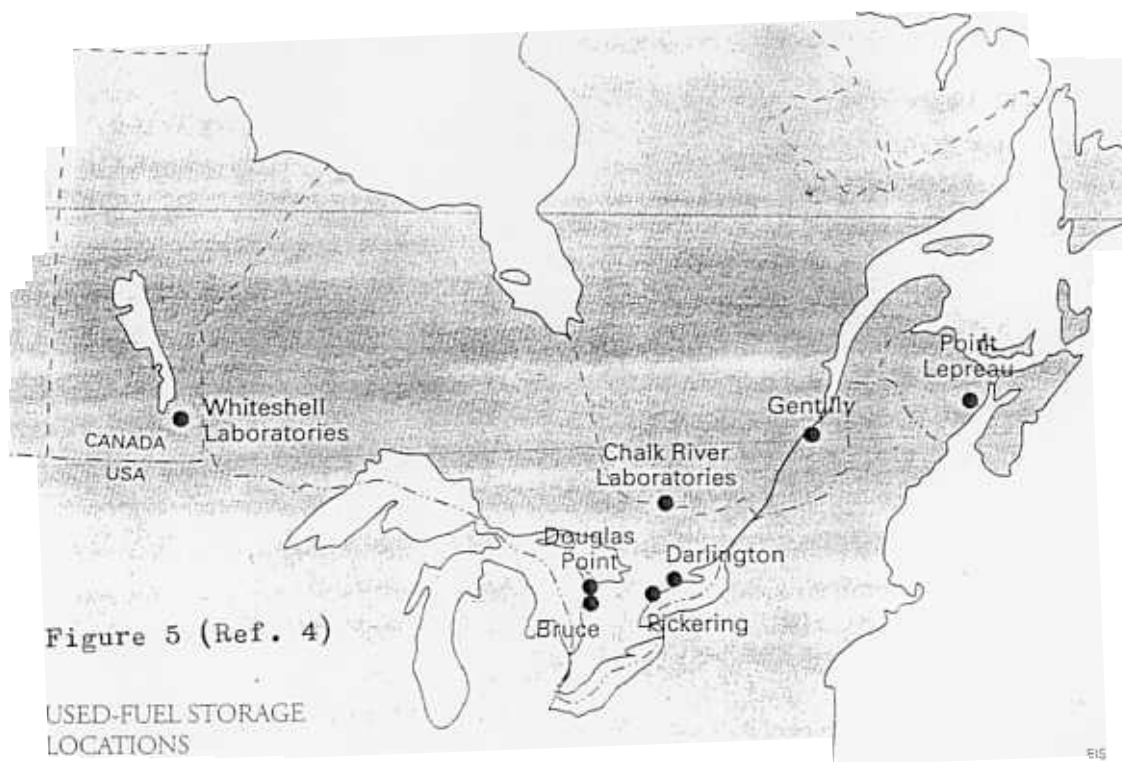 Point
Lepreau
Gentilly
Whiteshell
Laboratories
CANADA
USA
Chalk River
Laboratories
Douglas
Point
Darlington
Bruce
Pickering
Figure 5 (Ref. 4)
USED-FUEL STORAGE
LOCATIONS
EIS